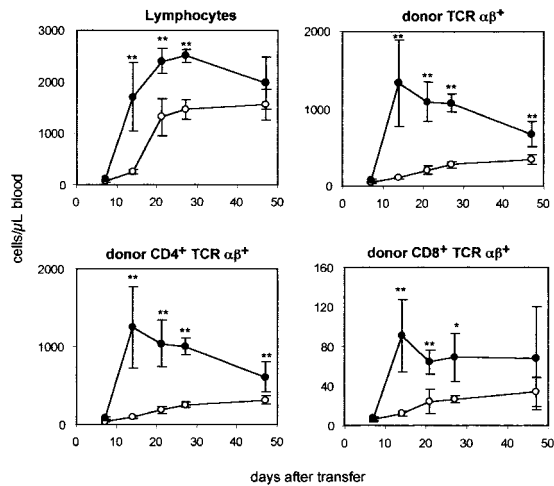 Lymphocytes
donor TCR αβ+
3000
2000
1000
0
** ** **
0 10 20 30 40 50
2000
1000
0
** ** ** **
0 10 20 30 40 50
cells/µL blood
donor CD4+ TCR αβ+
donor CD8+ TCR αβ+
2000
1000
0
** ** ** **
0 10 20 30 40 50
160
120
80
40
0
** ** *
0 10 20 30 40 50
days after transfer